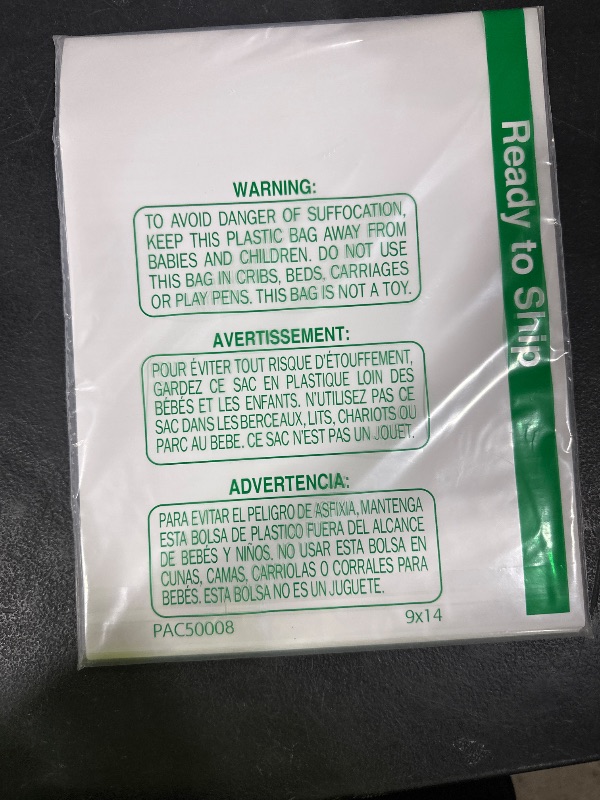 Ready to Ship
WARNING:
TO AVOID DANGER OF SUFFOCATION,
KEEP THIS PLASTIC BAG AWAY FROM
BABIES AND CHILDREN. DO NOT USE
THIS BAG IN CRIBS, BEDS, CARRIAGES
OR PLAY PENS. THIS BAG IS NOT A TOY.
AVERTISSEMENT:
POUR ÉVITER TOUT RISQUE D'ÉTOUFFEMENT,
GARDEZ CE SAC EN PLASTIQUE LOIN DES
BÉBÉS ET LES ENFANTS. N'UTILISEZ PAS CE
SAC DANS LES BERCEAUX, LITS, CHARIOTS OU
PARC AU BEBE. CE SAC N'EST PAS UN JOUET.
ADVERTENCIA:
PARA EVITAR EL PELIGRO DE ASFIXIA, MANTENGA
ESTA BOLSA DE PLASTICO FUERA DEL ALCANCE
DE BEBÉS Y NINOS. NO USAR ESTA BOLSA EN
CUNAS, CAMAS, CARRIOLAS O CORRALES PARA
BEBÉS. ESTA BOLSA NO ES UN JUGUETE.
PAC50008 9x14